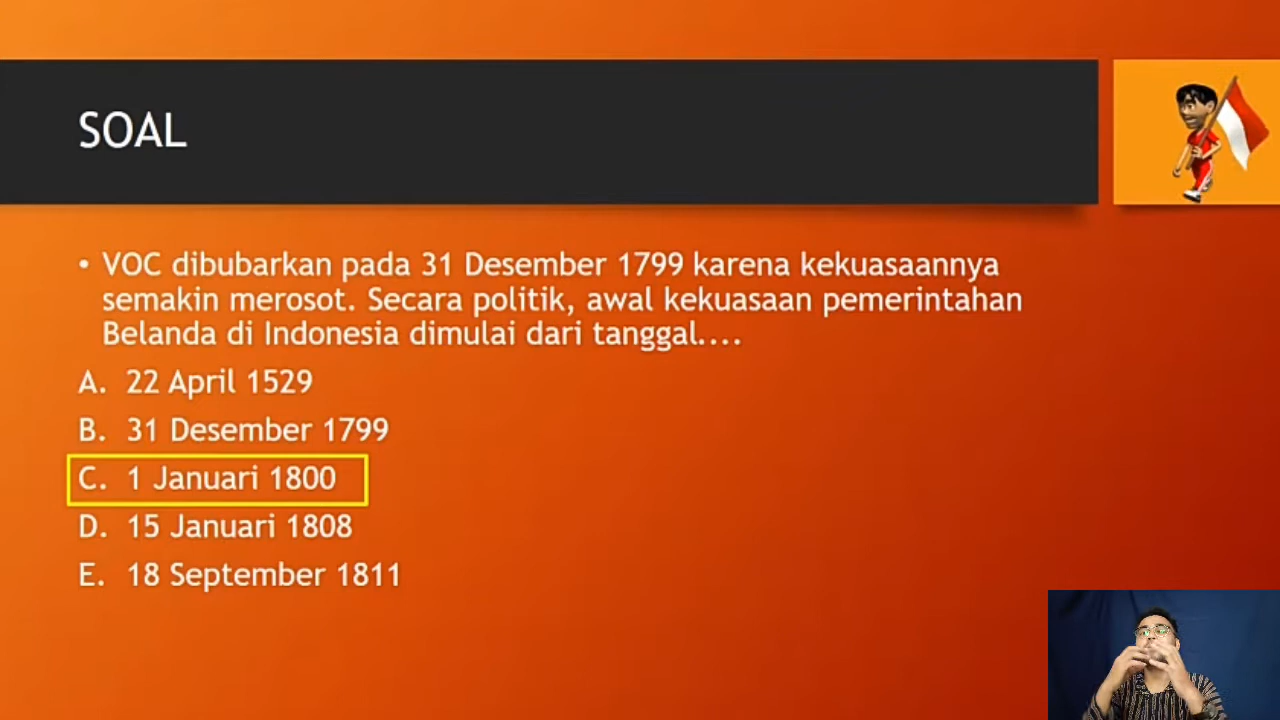 SOAL
• VOC dibubarkan pada 31 Desember 1799 karena kekuasaannya
semakin merosot. Secara politik, awal kekuasaan pemerintahan
Belanda di Indonesia dimulai dari tanggal....
A. 22 April 1529
B. 31 Desember 1799
C. 1 Januari 1800
D. 15 Januari 1808
E. 18 September 1811